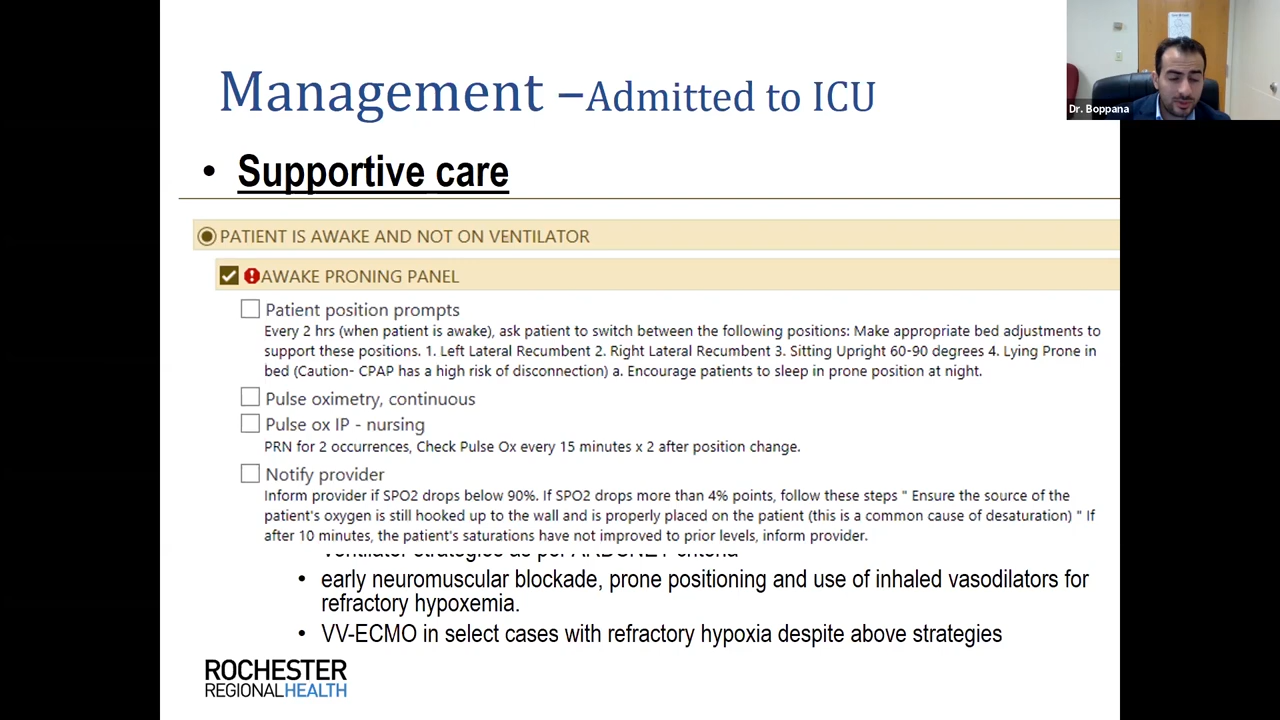 Management –Admitted to ICU
Dr. Boppana
• Supportive care
PATIENT IS AWAKE AND NOT ON VENTILATOR
AWAKE PRONING PANEL
Patient position prompts
Every 2 hrs (when patient is awake), ask patient to switch between the following positions: Make appropriate bed adjustments to
support these positions. 1. Left Lateral Recumbent 2. Right Lateral Recumbent 3. Sitting Upright 60-90 degrees 4. Lying Prone in
bed (Caution- CPAP has a high risk of disconnection) a. Encourage patients to sleep in prone position at night.
Pulse oximetry, continuous
Pulse ox IP - nursing
PRN for 2 occurrences, Check Pulse Ox every 15 minutes x 2 after position change.
Notify provider
Inform provider if SPO2 drops below 90%. If SPO2 drops more than 4% points, follow these steps " Ensure the source of the
patient's oxygen is still hooked up to the wall and is properly placed on the patient (this is a common cause of desaturation) " If
after 10 minutes, the patient's saturations have not improved to prior levels, inform provider.
Ventilator strategies as per ARDSNET criteria
• early neuromuscular blockade, prone positioning and use of inhaled vasodilators for
refractory hypoxemia.
• VV-ECMO in select cases with refractory hypoxia despite above strategies
ROCHESTER
REGIONALHEALTH